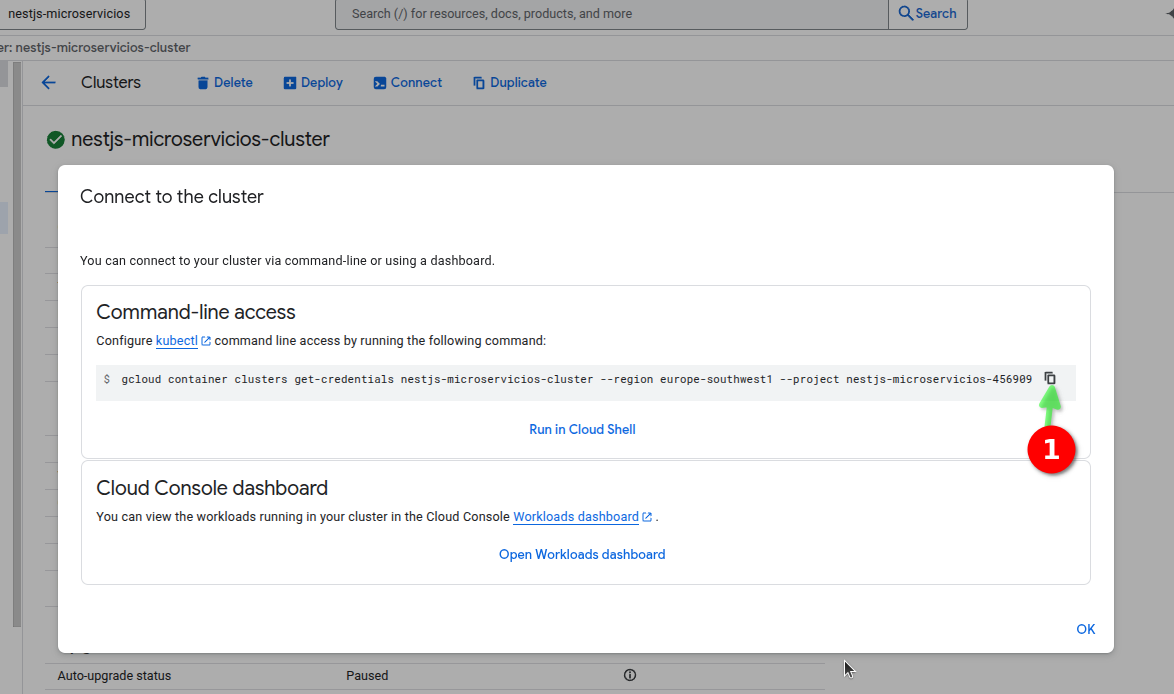 nestjs-microservicios
Search (/) for resources, docs, products, and more
Search
er: nestjs-microservicios-cluster
Clusters
Delete
Deploy
Connect
Duplicate
nestjs-microservicios-cluster
Connect to the cluster
You can connect to your cluster via command-line or using a dashboard.
Command-line access
Configure kubectl command line access by running the following command:
$ gcloud container clusters get-credentials nestjs-microservicios-cluster --region europe-southwest1 --project nestjs-microservicios-456909
1
Run in Cloud Shell
Cloud Console dashboard
You can view the workloads running in your cluster in the Cloud Console Workloads dashboard .
Open Workloads dashboard
OK
Auto-upgrade status
Paused